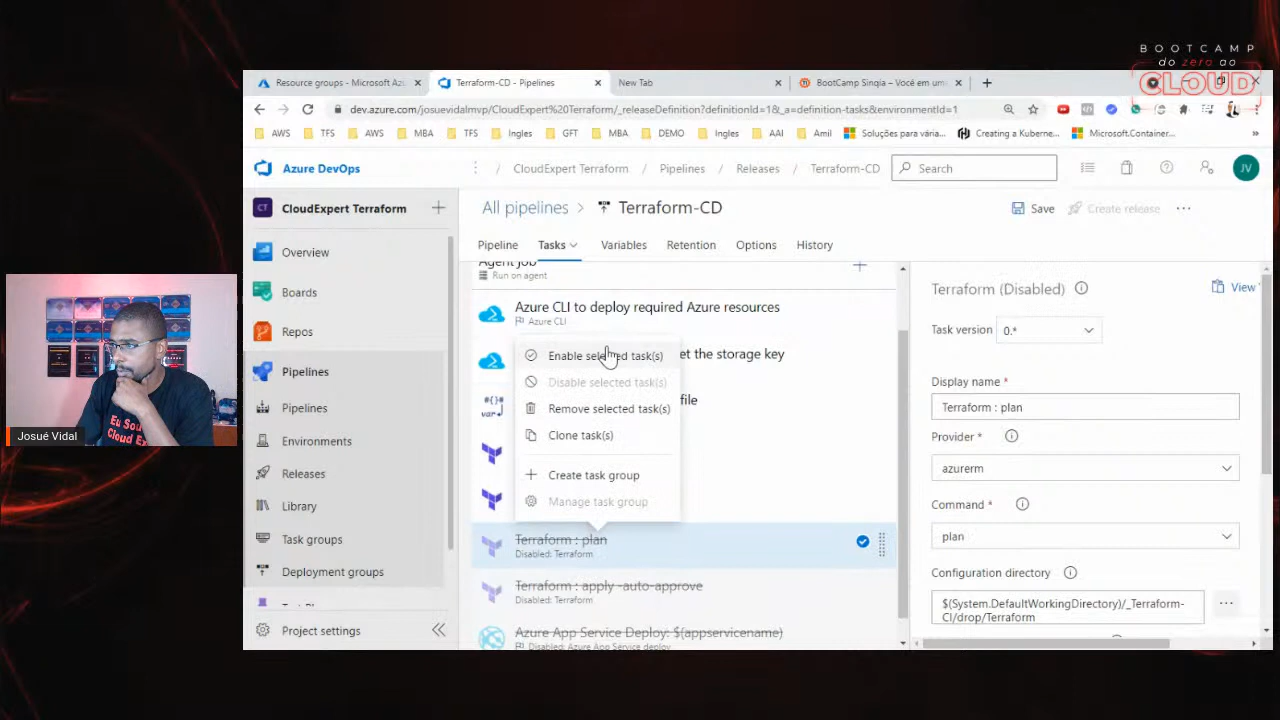 BOOTCAMP
do zero ao
CLOUD
Resource groups - Microsoft Azu
Terraform-CD - Pipelines
New Tab
BootCamp Sinqia – Você em um
dev.azure.com/josuevidalmvp/CloudExpert%20Terraform/_releaseDefinition?definitionId=1&_a=definition-tasks&environmentId=1
AWS
TFS
AWS
MBA
TFS
Ingles
GFT
MBA
DEMO
Ingles
AAI
Amil
Soluções para vária...
Creating a Kuberne...
Microsoft.Container...
Azure DevOps
/ CloudExpert Terraform / Pipelines / Releases / Terraform-CD
Search
JV
CT
CloudExpert Terraform
All pipelines > Terraform-CD
Save
Create release
Overview
Boards
Repos
Pipelines
Pipelines
Environments
Releases
Library
Task groups
Deployment groups
Project settings
Pipeline
Tasks
Variables
Retention
Options
History
Agent job
Run on agent
Azure CLI to deploy required Azure resources
Azure CLI
et the storage key
file
Enable selected task(s)
Disable selected task(s)
Remove selected task(s)
Clone task(s)
Create task group
Manage task group
Terraform : plan
Disabled: Terraform
Terraform : apply -auto-approve
Disabled: Terraform
Azure App Service Deploy: $(appservicename)
Disabled: Azure App Service deploy
Terraform (Disabled)
View
Task version
0.*
Display name *
Terraform : plan
Provider *
azurerm
Command *
plan
Configuration directory
$(System.DefaultWorkingDirectory)/_Terraform-
CI/drop/Terraform
Josué Vidal
Eu Sou
Cloud Exp